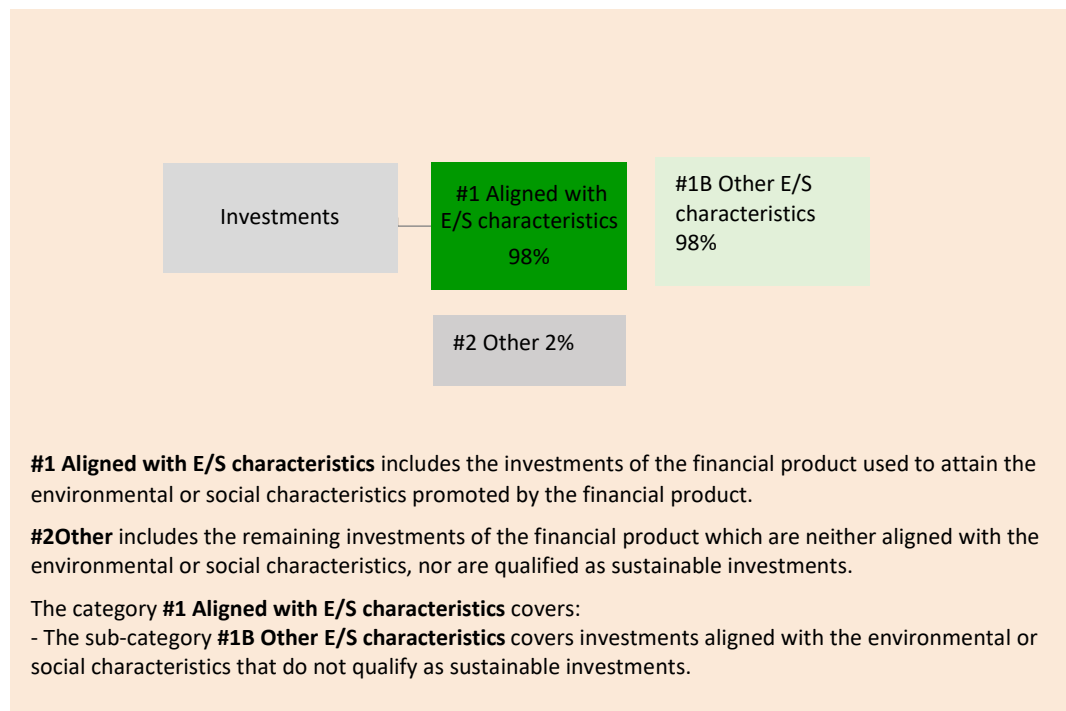 Investments
#1 Aligned with
E/S characteristics
98%
#1B Other E/S
characteristics
98%
#2 Other 2%
#1 Aligned with E/S characteristics includes the investments of the financial product used to attain the
environmental or social characteristics promoted by the financial product.
#2Other includes the remaining investments of the financial product which are neither aligned with the
environmental or social characteristics, nor are qualified as sustainable investments.
The category #1 Aligned with E/S characteristics covers:
- The sub-category #1B Other E/S characteristics covers investments aligned with the environmental or
social characteristics that do not qualify as sustainable investments.